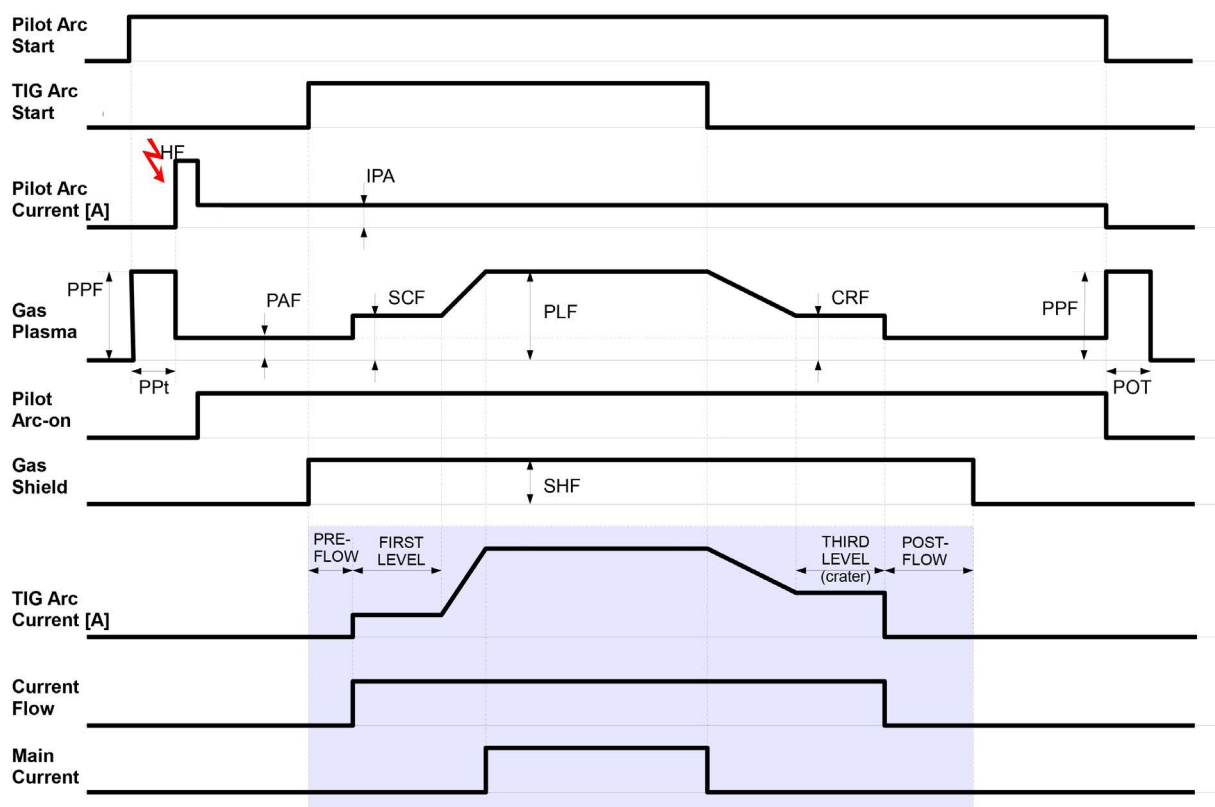 Pilot Arc
Start
TIG Arc
Start
HF
Pilot Arc
Current [A]
IPA
PPF
PAF
SCF
PLF
CRF
PPF
Gas
Plasma
PPt
POT
Pilot
Arc-on
Gas
Shield
SHF
PRE-
FLOW
FIRST
LEVEL
THIRD
LEVEL
(crater)
POST-
FLOW
TIG Arc
Current [A]
Current
Flow
Main
Current